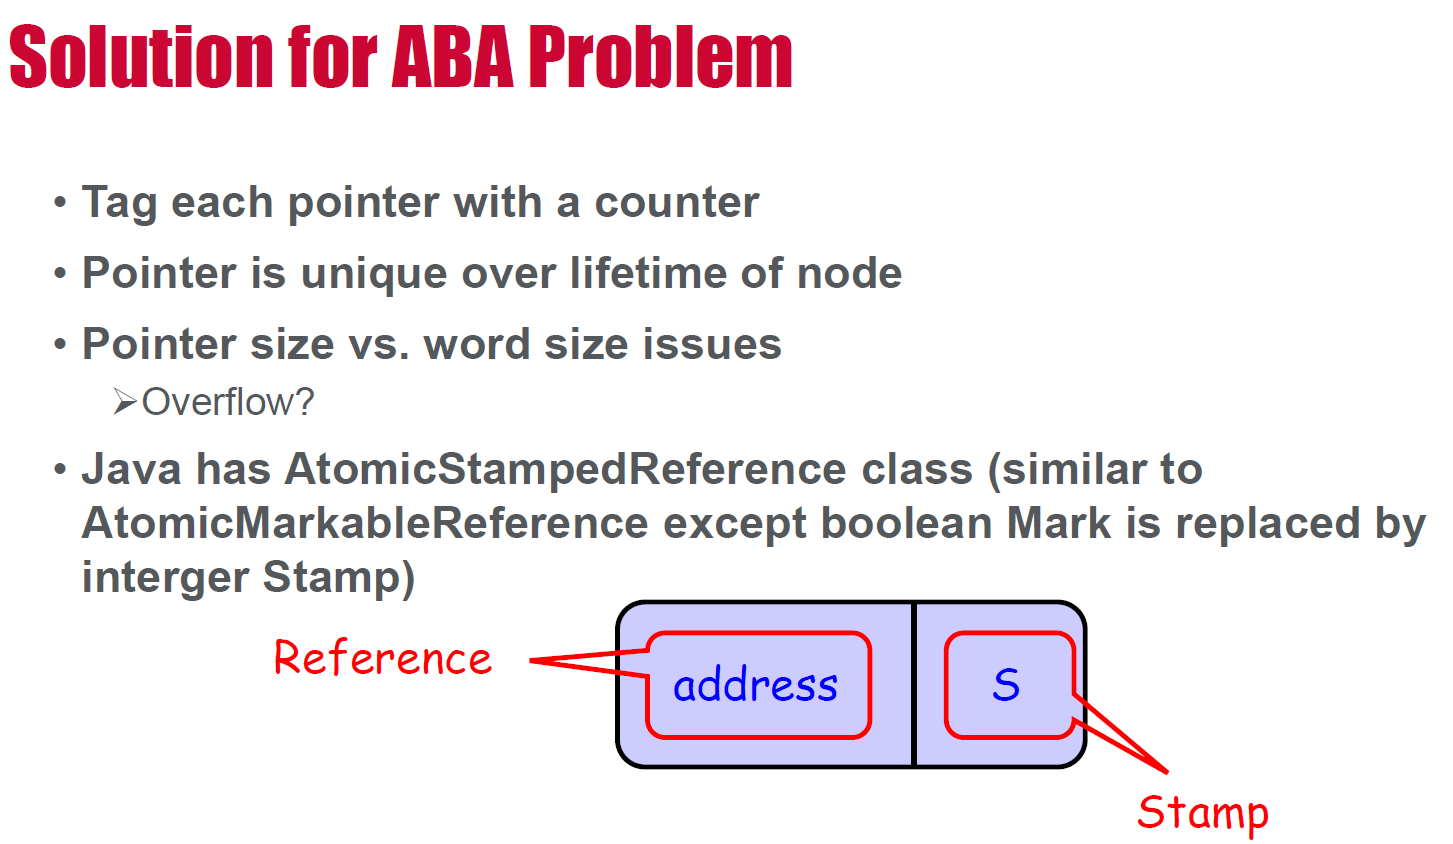 Solution for ABA Problem
• Tag each pointer with a counter
• Pointer is unique over lifetime of node
• Pointer size vs. word size issues
➢Overflow?
• Java has AtomicStampedReference class (similar to
AtomicMarkableReference except boolean Mark is replaced by
interger Stamp)
Reference
address
S
Stamp